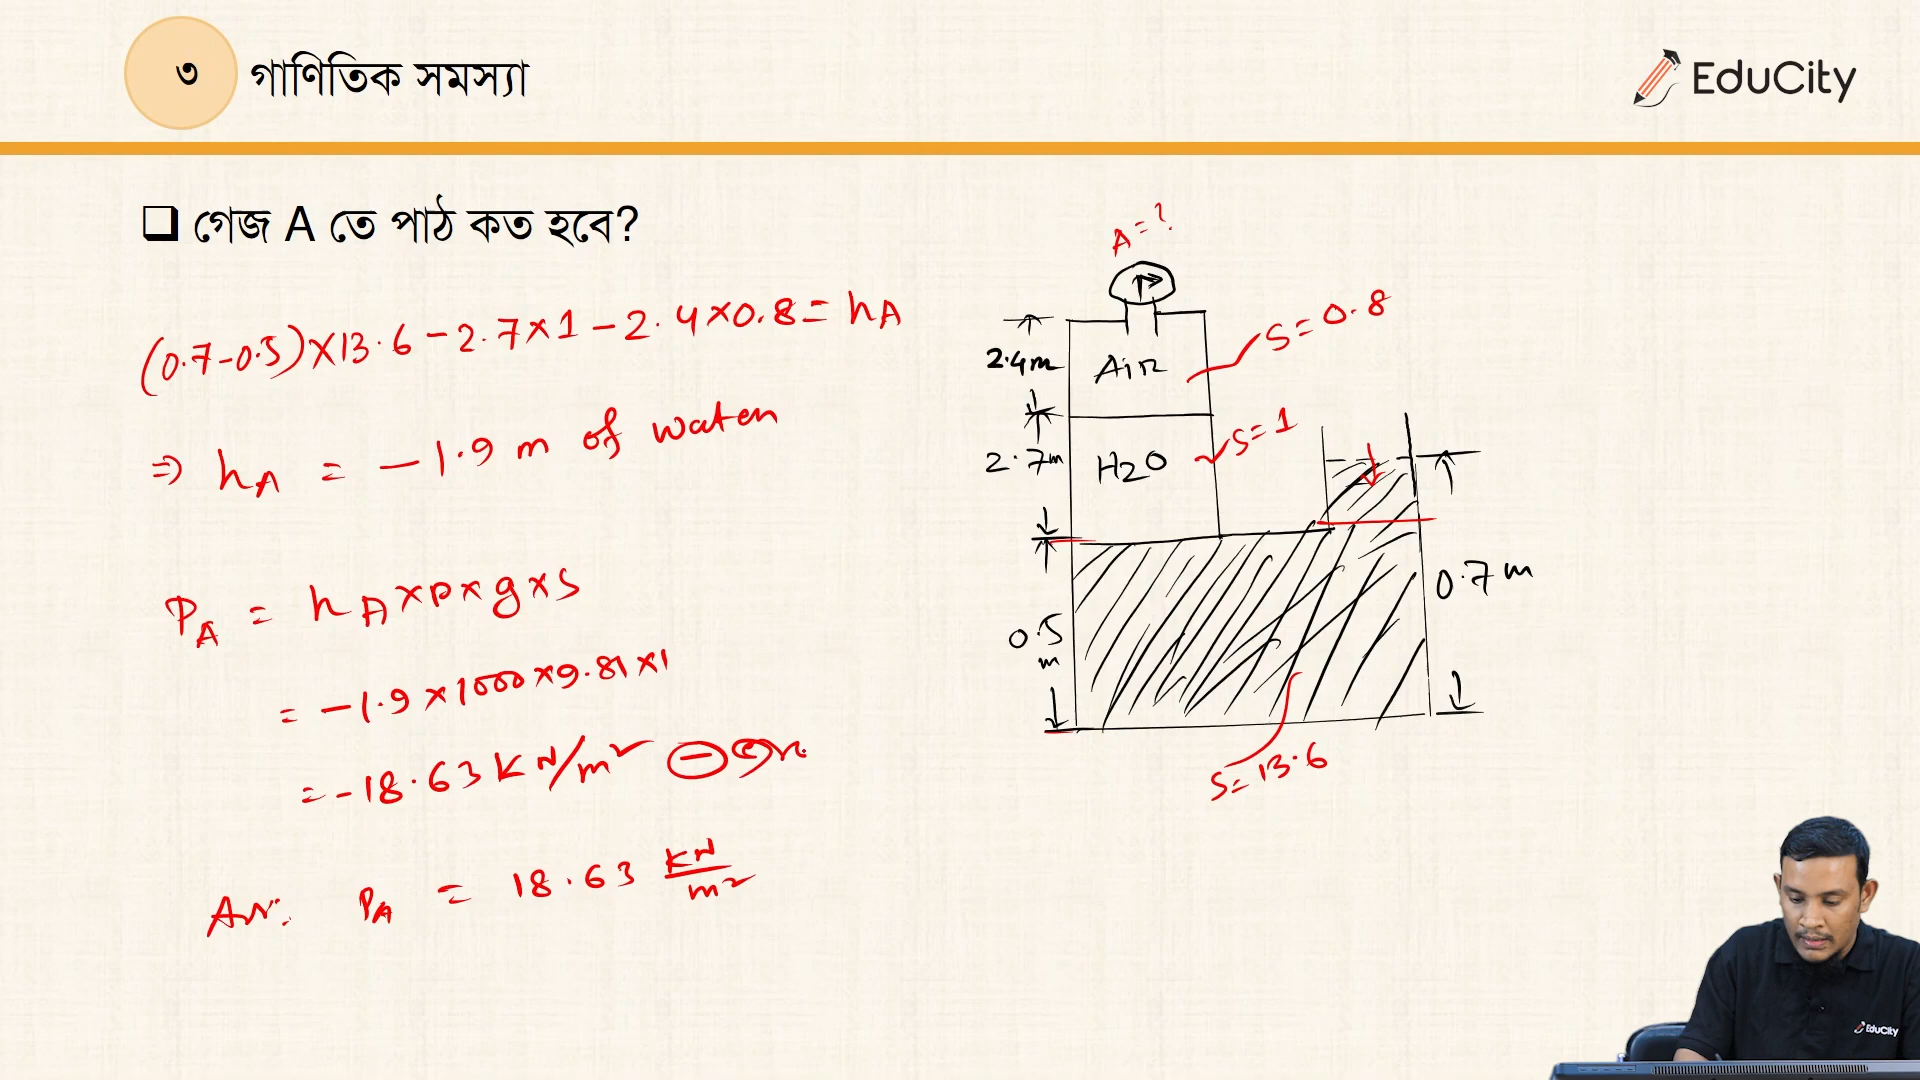 ৩ গাণিতিক সমস্যা
EduCity
❑ গেজ A তে পাঠ কত হবে?
(0.7-0.5)×13.6-2.7×1-2.4×0.8= hA
⇒ hA = -1.9 m of water
PA = hA×ρ×g×S
= -1.9×1000×9.81×1
= -18.63 KN/m²
Ans: PA = 18.63 KN/m²
A=?
S=0.8
2.4m
Air
S=1
2.7m
H2O
0.7m
0.5 m
S=13.6
EduCity